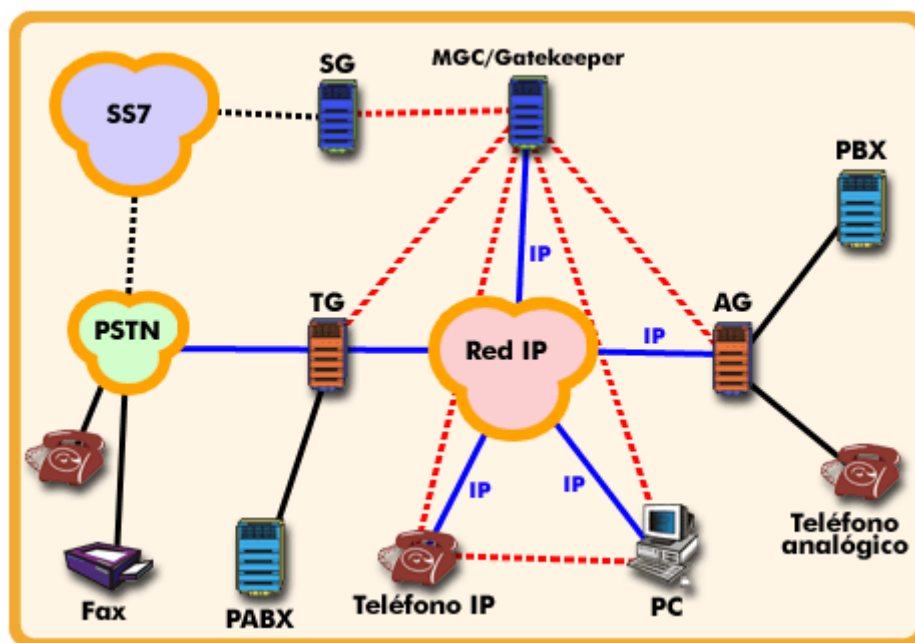 SG
MGC/Gatekeeper
SS7
PBX
IP
TG
AG
PSTN
Red IP
IP
IP
IP
Teléfono
analógico
Fax
PABX
Teléfono IP
PC